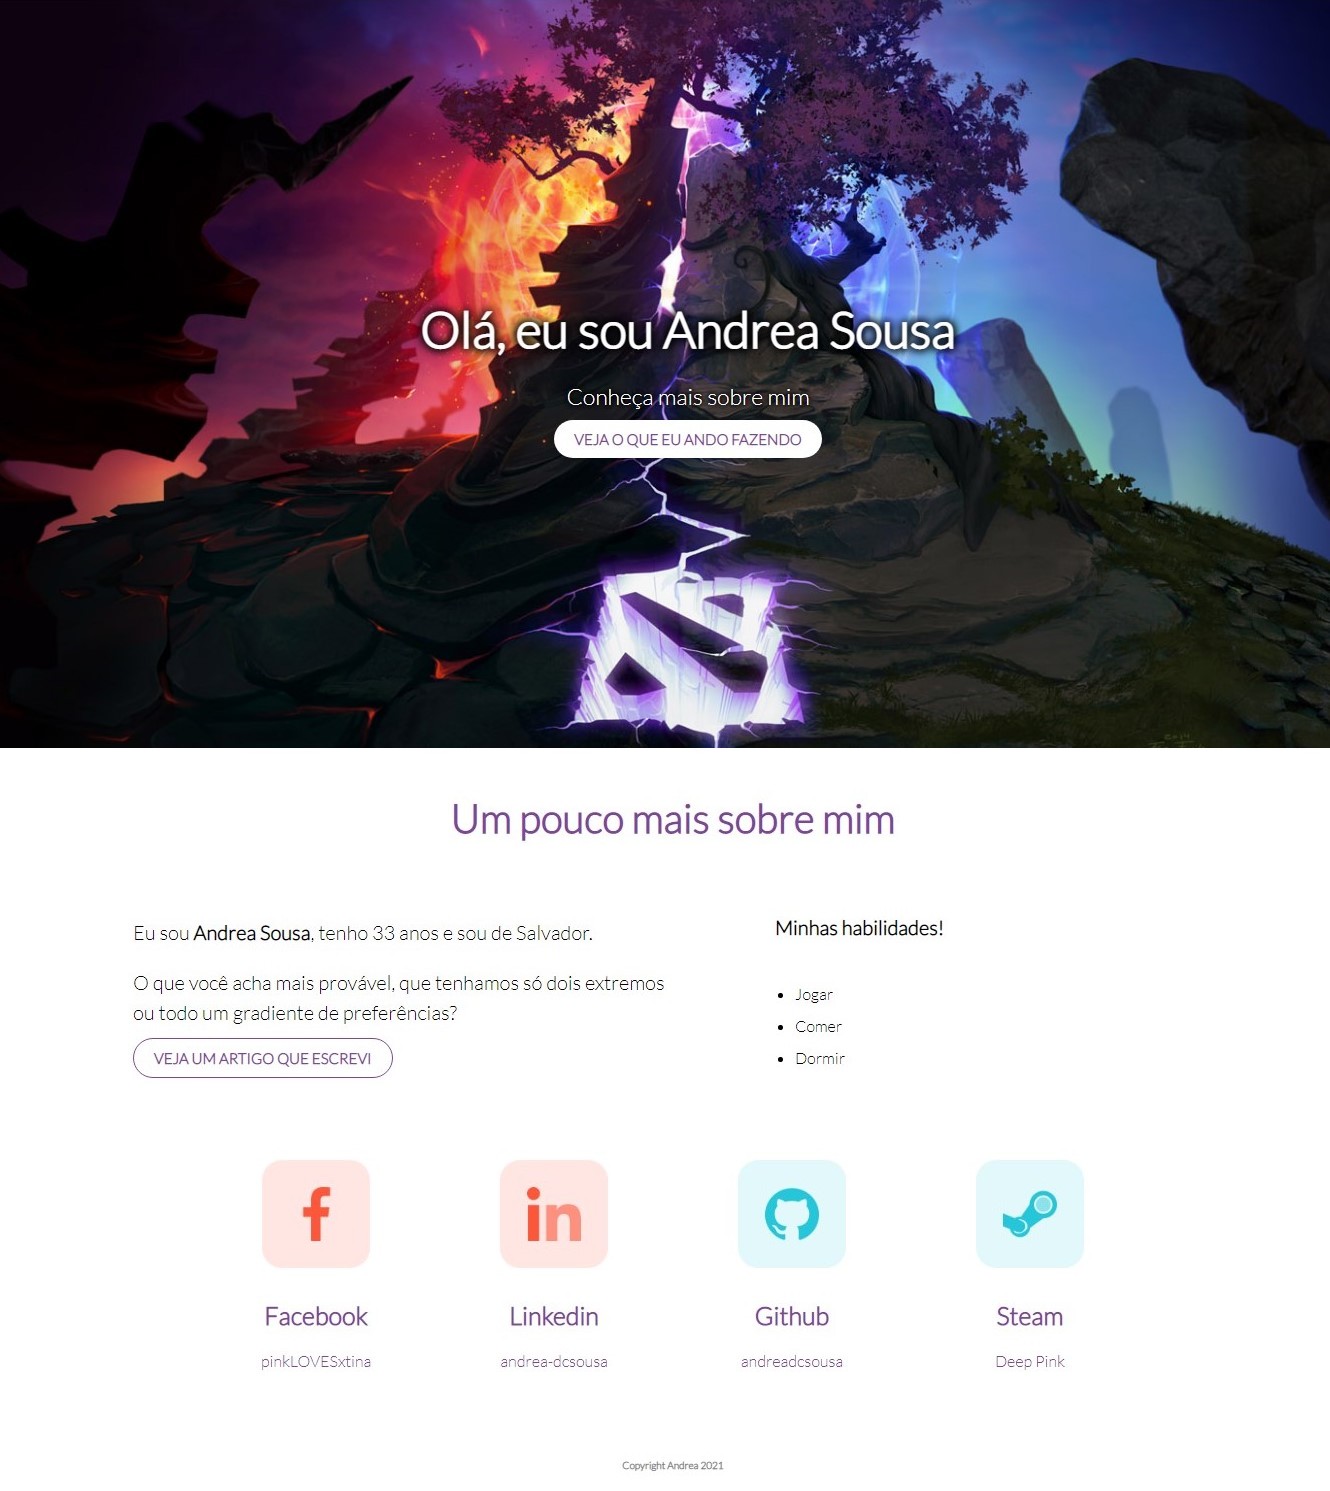 Olá, eu sou Andrea Sousa
Conheça mais sobre mim
VEJA O QUE EU ANDO FAZENDO
Um pouco mais sobre mim
Eu sou Andrea Sousa, tenho 33 anos e sou de Salvador.
O que você acha mais provável, que tenhamos só dois extremos
ou todo um gradiente de preferências?
VEJA UM ARTIGO QUE ESCREVI
Minhas habilidades!
Jogar
Comer
Dormir
Facebook
pinkLOVESxtina
Linkedin
andrea-dcsousa
Github
andreadcsousa
Steam
Deep Pink
Copyright Andrea 2021